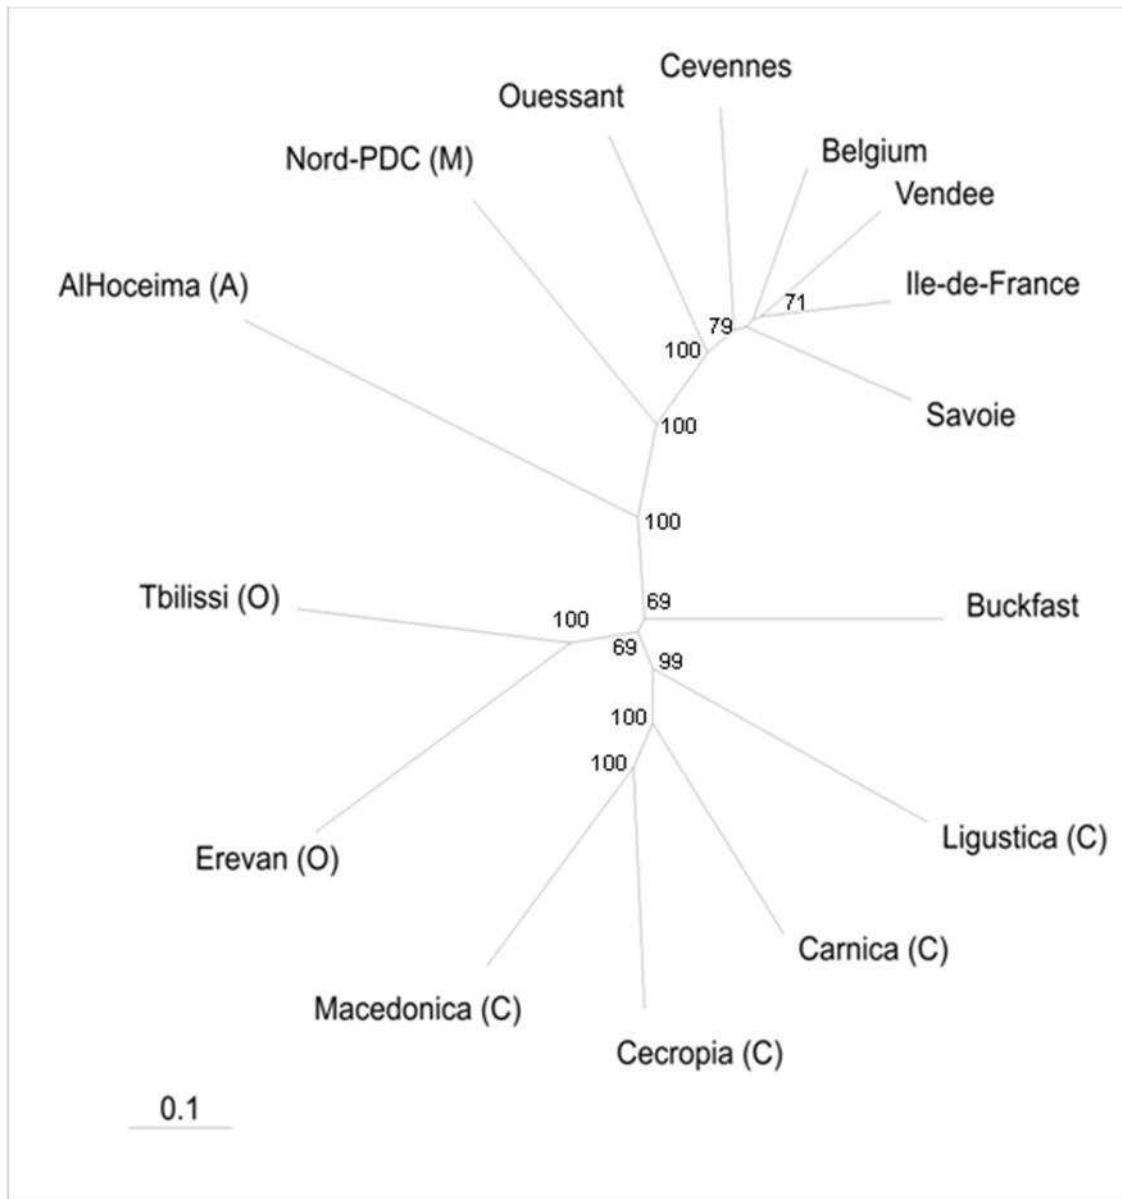 Cevennes
Ouessant
Belgium
Nord-PDC (M)
Vendee
AlHoceima (A)
Ile-de-France
71
79
100
Savoie
100
100
Tbilissi (O)
69
Buckfast
100
69
99
100
100
Ligustica (C)
Erevan (O)
Carnica (C)
Macedonica (C)
Cecropia (C)
0.1